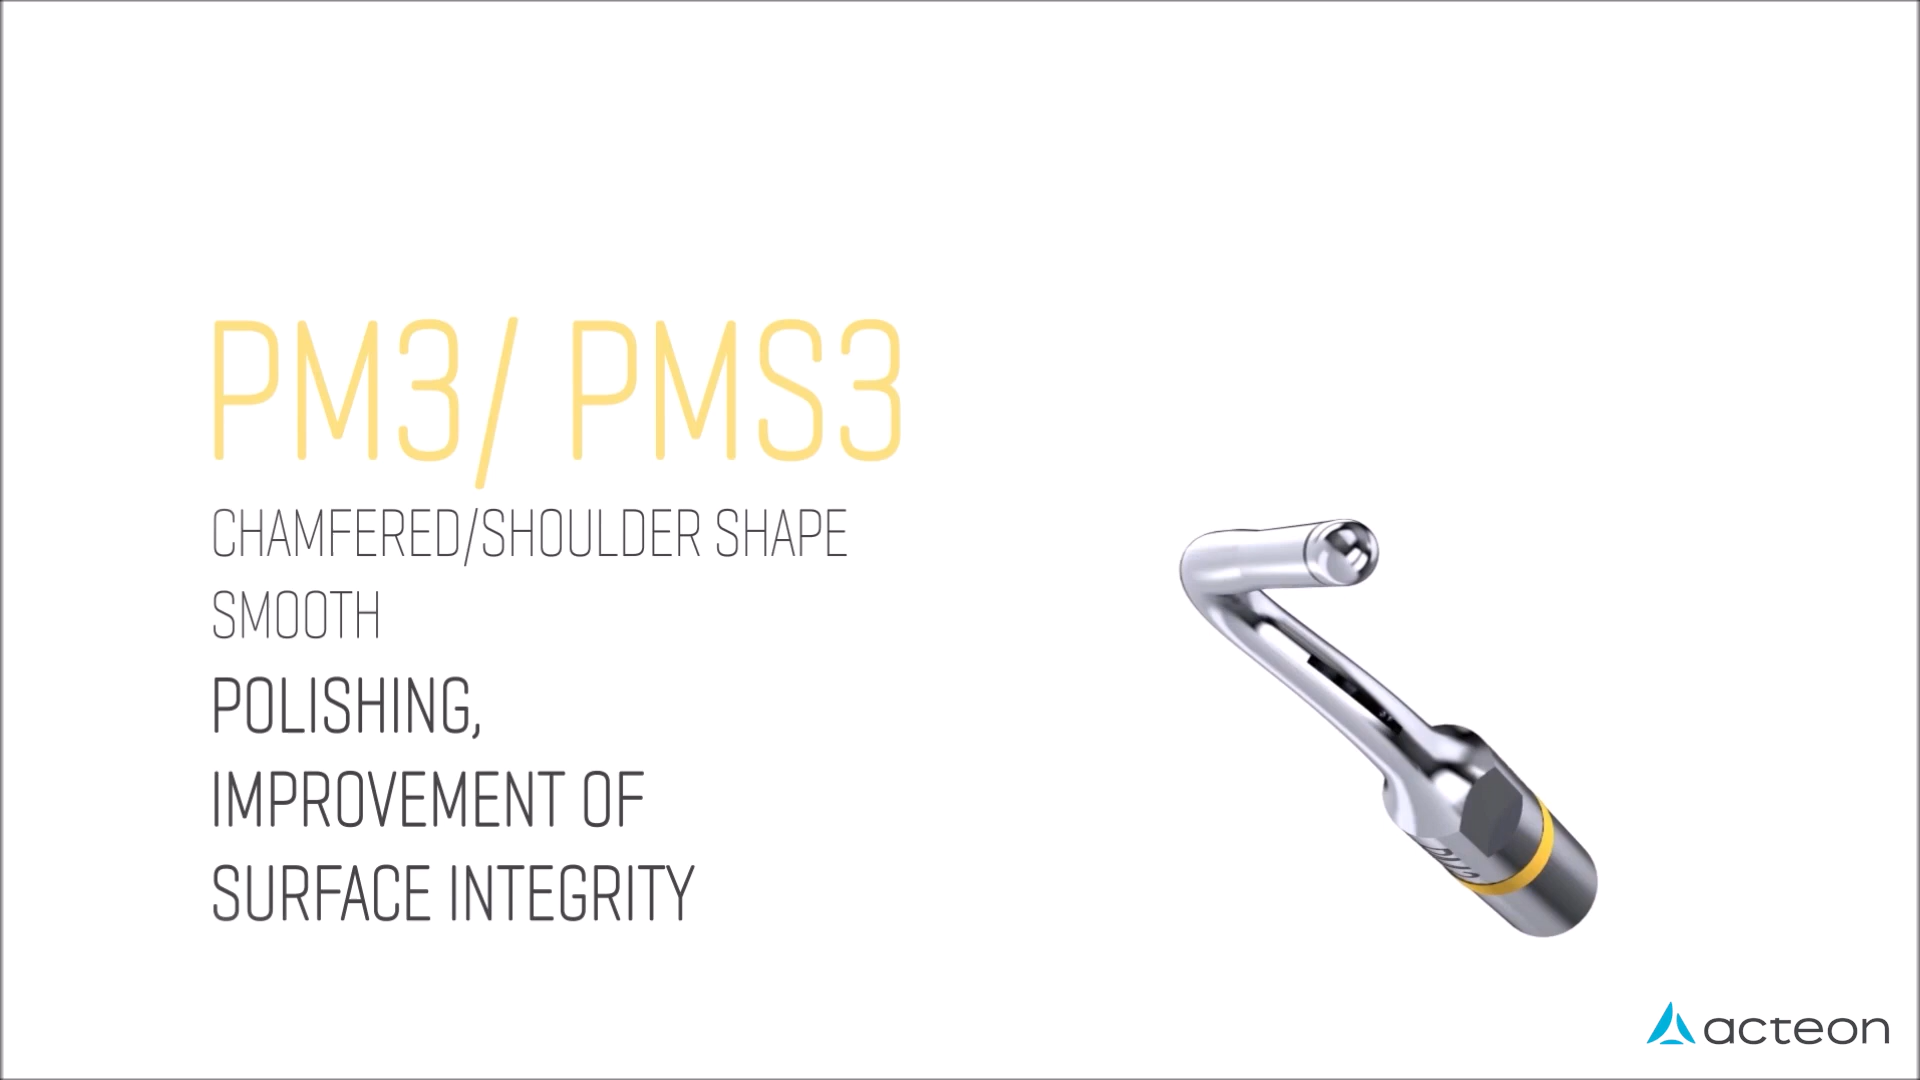 PM3/ PMS3
CHAMFERED/SHOULDER SHAPE
SMOOTH
POLISHING,
IMPROVEMENT OF
SURFACE INTEGRITY
acteon